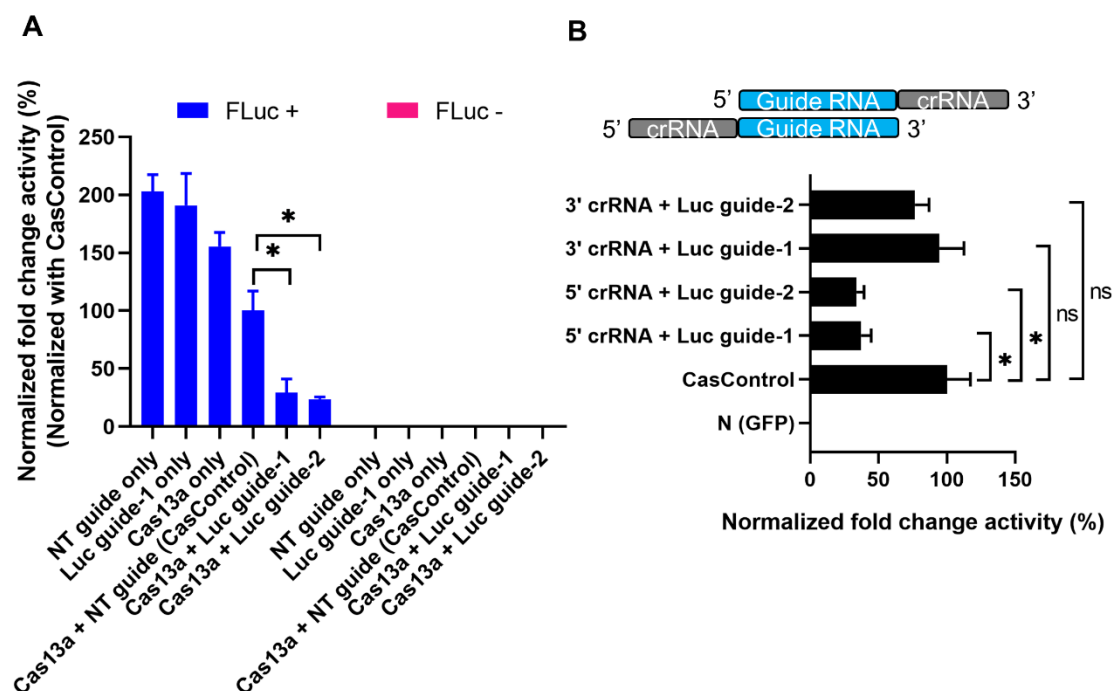 A
FLuc +
FLuc -
Normalized fold change activity (%)
(Normalized with CasControl)
250
200
150
100
50
0
*
*
NT guide only
Luc guide-1 only
Cas13a only
Cas13a + NT guide (CasControl)
Cas13a + Luc guide-1
Cas13a + Luc guide-2
NT guide only
Luc guide-1 only
Cas13a only
Cas13a + NT guide (CasControl)
Cas13a + Luc guide-1
Cas13a + Luc guide-2
B
5’ Guide RNA crRNA 3’
5’ crRNA Guide RNA 3’
3' crRNA + Luc guide-2
3' crRNA + Luc guide-1
5' crRNA + Luc guide-2
5' crRNA + Luc guide-1
CasControl
N (GFP)
* * ns ns
0 50 100 150
Normalized fold change activity (%)